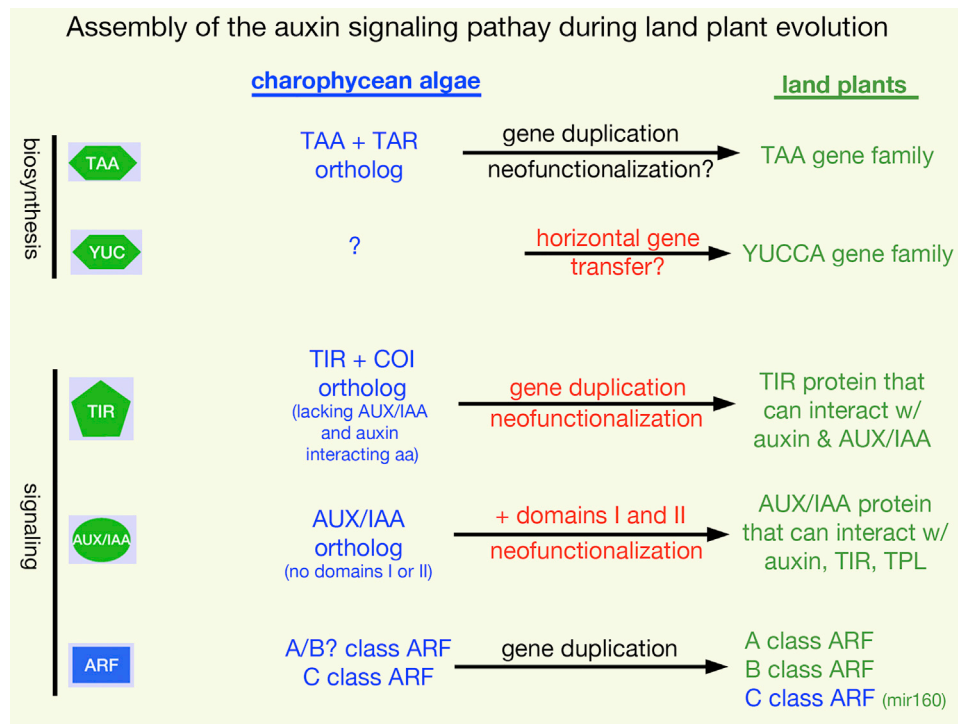 Assembly of the auxin signaling pathay during land plant evolution
charophycean algae
land plants
biosynthesis
TAA
TAA + TAR
ortholog
gene duplication
neofunctionalization?
TAA gene family
YUC
?
horizontal gene
transfer?
YUCCA gene family
signaling
TIR
TIR + COI
ortholog
(lacking AUX/IAA
and auxin
interacting aa)
gene duplication
neofunctionalization
TIR protein that
can interact w/
auxin & AUX/IAA
AUX/IAA
AUX/IAA
ortholog
(no domains I or II)
+ domains I and II
neofunctionalization
AUX/IAA protein
that can interact w/
auxin, TIR, TPL
ARF
A/B? class ARF
C class ARF
gene duplication
A class ARF
B class ARF
C class ARF (mir160)